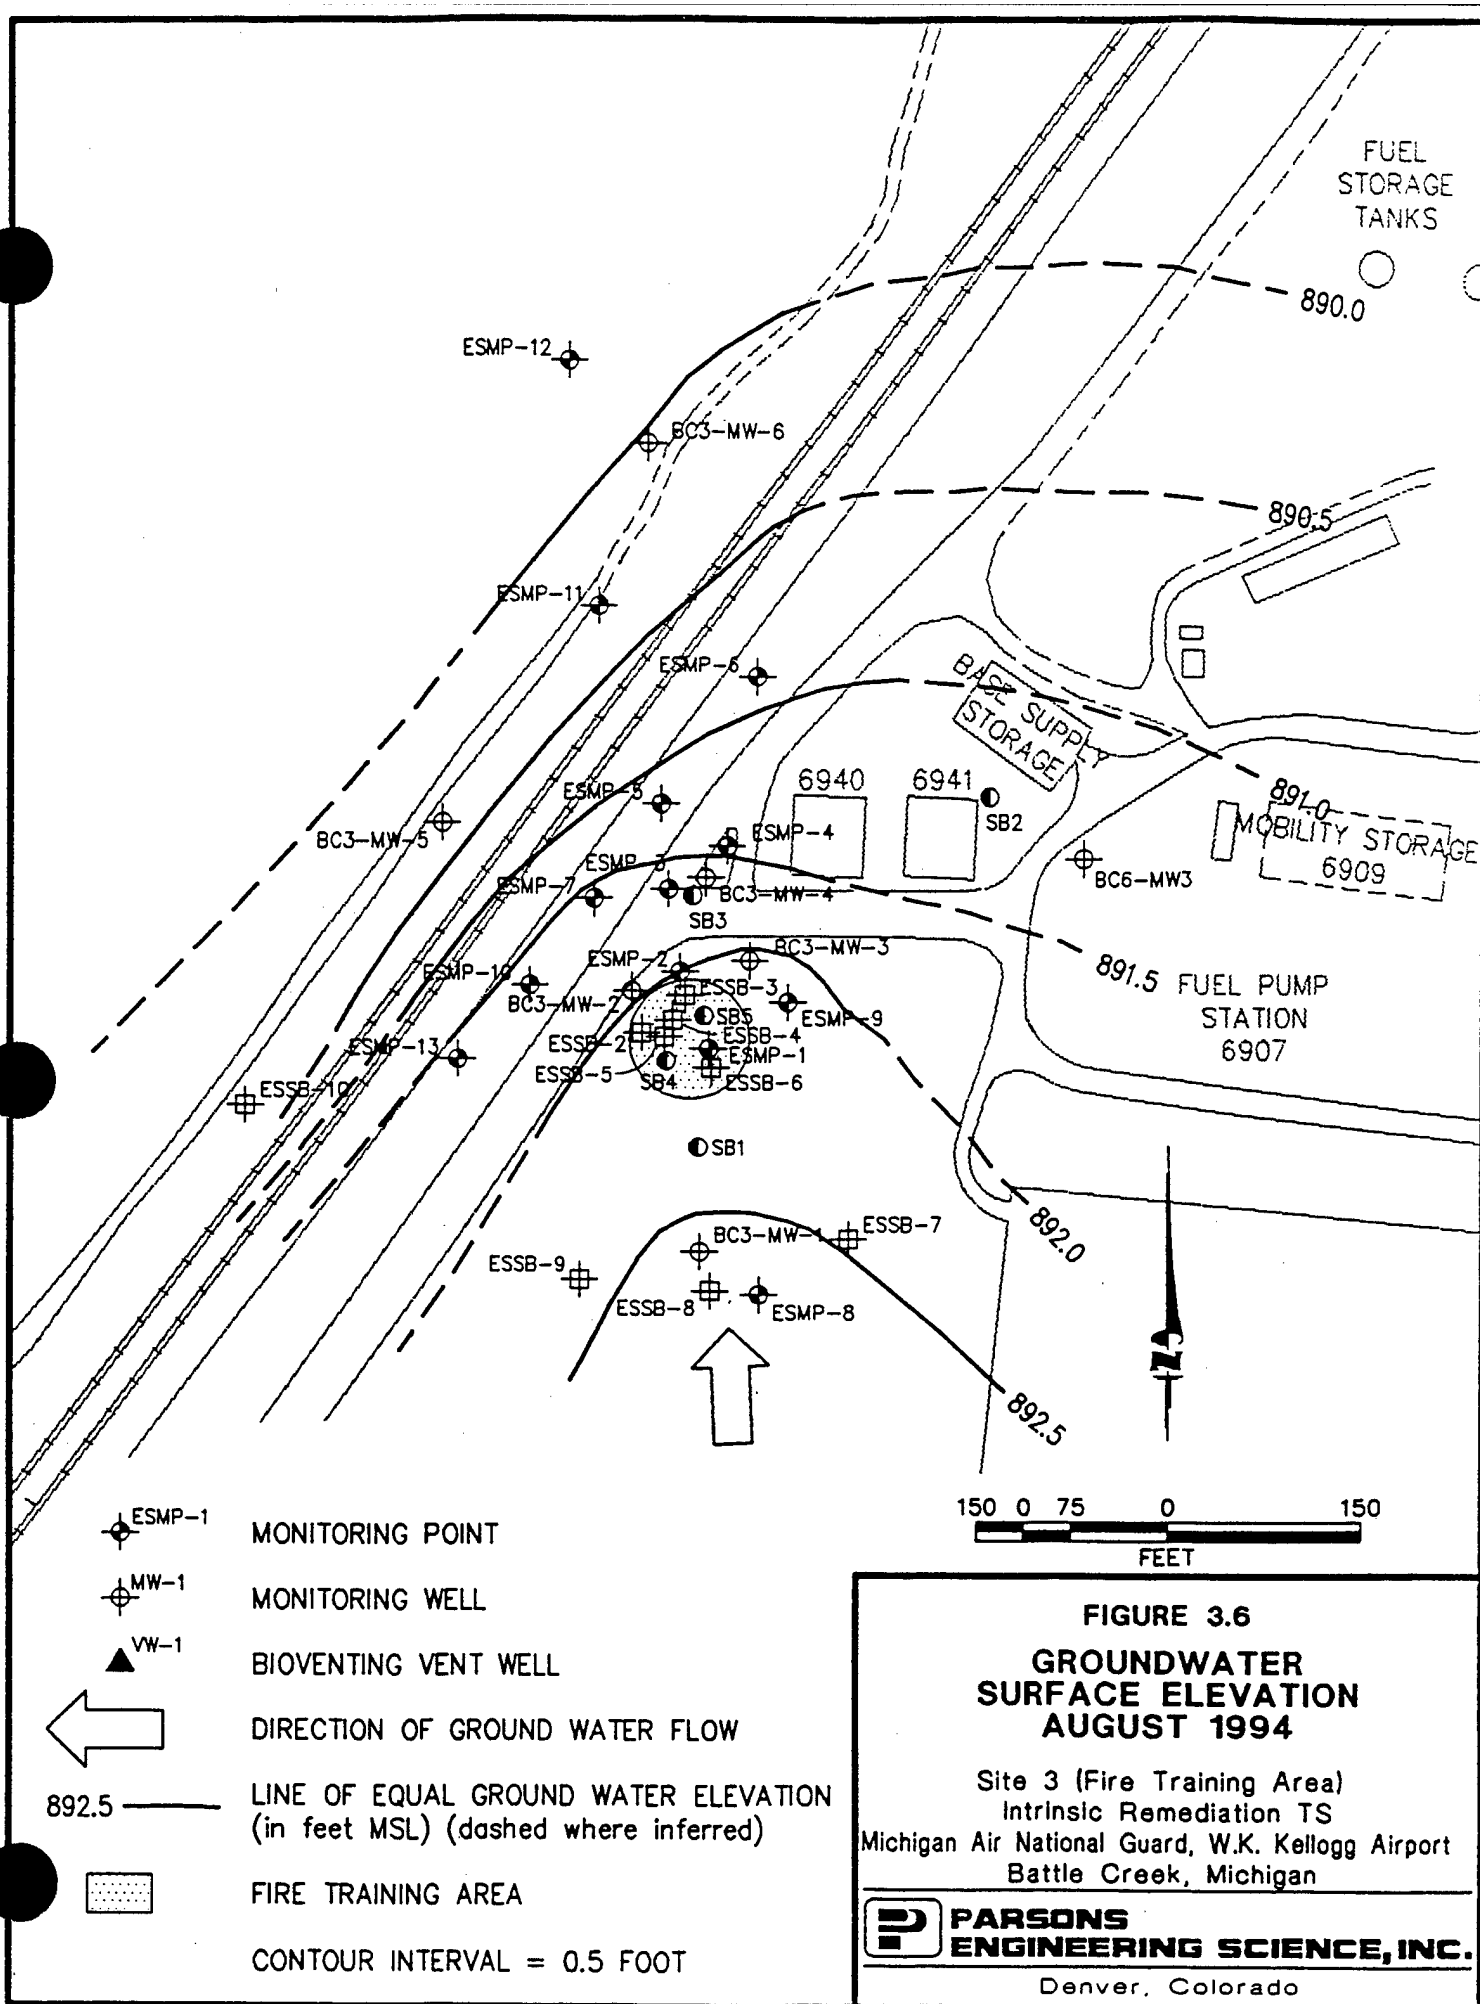 FUEL
STORAGE
TANKS
890.0
ESMP-12
BC3-MW-6
890.5
ESMP-11
ESMP-6
BASE SUPPLY
STORAGE
6940
6941
ESMP-5
SB2
891.0
BC3-MW-5
ESMP-4
MOBILITY STORAGE
6909
ESMP-3
BC6-MW3
ESMP-7
BC3-MW-4
SB3
ESMP-2
BC3-MW-3
891.5
FUEL PUMP
STATION
6907
ESMP-10
ESSB-3
BC3-MW-2
SB5
ESMP-9
ESSB-2
ESSB-4
ESMP-13
ESMP-1
ESSB-5
SB4
ESSB-6
ESSB-10
SB1
892.0
BC3-MW-1
ESSB-7
ESSB-9
ESSB-8
ESMP-8
N
892.5
150 0 75 0 150
FEET
ESMP-1
MONITORING POINT
MW-1
MONITORING WELL
VW-1
BIOVENTING VENT WELL
DIRECTION OF GROUND WATER FLOW
892.5
LINE OF EQUAL GROUND WATER ELEVATION
(in feet MSL) (dashed where inferred)
FIRE TRAINING AREA
CONTOUR INTERVAL = 0.5 FOOT
FIGURE 3.6
GROUNDWATER
SURFACE ELEVATION
AUGUST 1994
Site 3 (Fire Training Area)
Intrinsic Remediation TS
Michigan Air National Guard, W.K. Kellogg Airport
Battle Creek, Michigan
PARSONS
ENGINEERING SCIENCE, INC.
Denver, Colorado